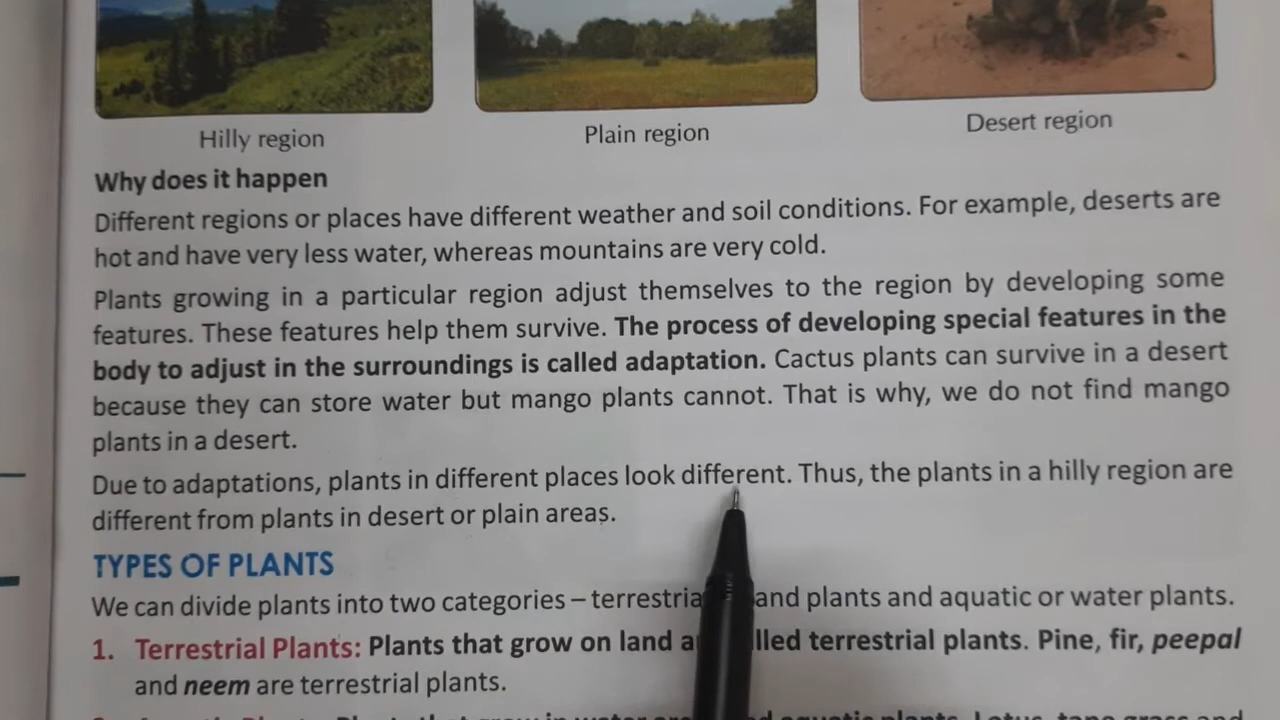 Hilly region
Plain region
Desert region
Why does it happen
Different regions or places have different weather and soil conditions. For example, deserts are
hot and have very less water, whereas mountains are very cold.
Plants growing in a particular region adjust themselves to the region by developing some
features. These features help them survive. The process of developing special features in the
body to adjust in the surroundings is called adaptation. Cactus plants can survive in a desert
because they can store water but mango plants cannot. That is why, we do not find mango
plants in a desert.
Due to adaptations, plants in different places look different. Thus, the plants in a hilly region are
different from plants in desert or plain areas.
TYPES OF PLANTS
We can divide plants into two categories – terrestria and plants and aquatic or water plants.
1. Terrestrial Plants: Plants that grow on land a lled terrestrial plants. Pine, fir, peepal
and neem are terrestrial plants.